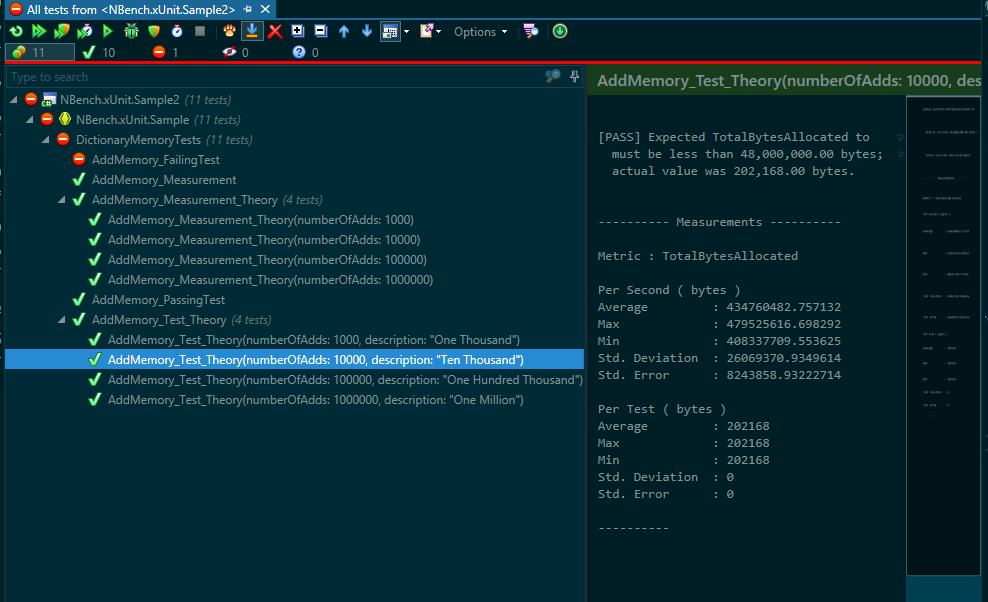 All tests from <NBench.xUnit.Sample2>
Options
11
10
1
0
0
Type to search
NBench.xUnit.Sample2 (11 tests)
NBench.xUnit.Sample (11 tests)
DictionaryMemoryTests (11 tests)
AddMemory_FailingTest
AddMemory_Measurement
AddMemory_Measurement_Theory (4 tests)
AddMemory_Measurement_Theory(numberOfAdds: 1000)
AddMemory_Measurement_Theory(numberOfAdds: 10000)
AddMemory_Measurement_Theory(numberOfAdds: 100000)
AddMemory_Measurement_Theory(numberOfAdds: 1000000)
AddMemory_PassingTest
AddMemory_Test_Theory (4 tests)
AddMemory_Test_Theory(numberOfAdds: 1000, description: "One Thousand")
AddMemory_Test_Theory(numberOfAdds: 10000, description: "Ten Thousand")
AddMemory_Test_Theory(numberOfAdds: 100000, description: "One Hundred Thousand")
AddMemory_Test_Theory(numberOfAdds: 1000000, description: "One Million")
AddMemory_Test_Theory(numberOfAdds: 10000, des
[PASS] Expected TotalBytesAllocated to
must be less than 48,000,000.00 bytes;
actual value was 202,168.00 bytes.
---------- Measurements ----------
Metric : TotalBytesAllocated
Per Second ( bytes )
Average : 434760482.757132
Max : 479525616.698292
Min : 408337709.553625
Std. Deviation : 26069370.9349614
Std. Error : 8243858.93222714
Per Test ( bytes )
Average : 202168
Max : 202168
Min : 202168
Std. Deviation : 0
Std. Error : 0
----------